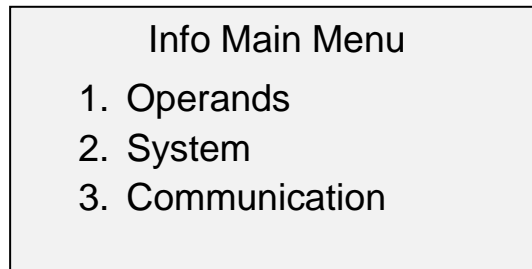 Info Main Menu
1. Operands
2. System
3. Communication